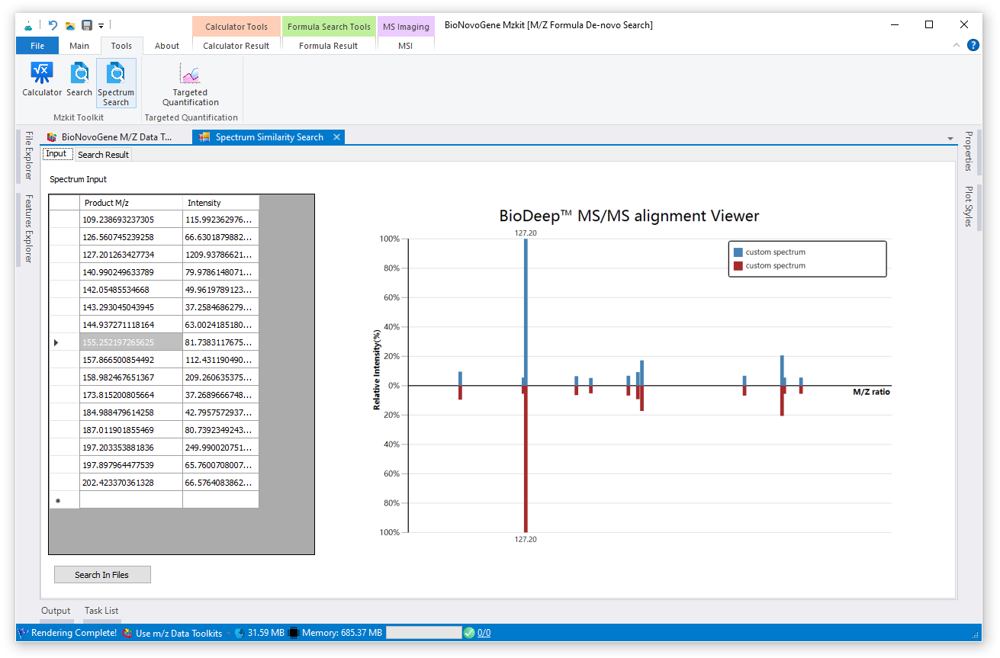 Calculator Tools
Formula Search Tools
MS Imaging
BioNovoGene Mzkit [M/Z Formula De-novo Search]
File
Main
Tools
About
Calculator Result
Formula Result
MSI
?
√x
Calculator
Search
Spectrum
Search
Targeted
Quantification
Mzkit Toolkit
Targeted Quantification
File Explorer
Features Explorer
BioNovoGene M/Z Data T...
Spectrum Similarity Search
Properties
Plot Styles
Input
Search Result
Spectrum Input
Product M/z Intensity
109.238693237305 115.992362976...
126.560745239258 66.6301879882...
127.201263427734 1209.93786621...
140.990249633789 79.9786148071...
142.05485534668 49.9619789123...
143.293045043945 37.2584686279...
144.937271118164 63.0024185180...
155.252197265625 81.7383117675...
157.866500854492 112.431190490...
158.982467651367 209.260635375...
173.815200805664 37.2689666748...
184.988479614258 42.7957572937...
187.011901855469 80.7392349243...
197.203353881836 249.990020751...
197.897964477539 65.7600708007...
202.423370361328 66.5764083862...
*
Search In Files
BioDeep™ MS/MS alignment Viewer
127.20
100%
80%
60%
40%
20%
0%
20%
40%
60%
80%
100%
Relative Intensity(%)
custom spectrum
custom spectrum
M/Z ratio
127.20
Output
Task List
Rendering Complete!
Use m/z Data Toolkits
31.59 MB
Memory: 685.37 MB
0/0